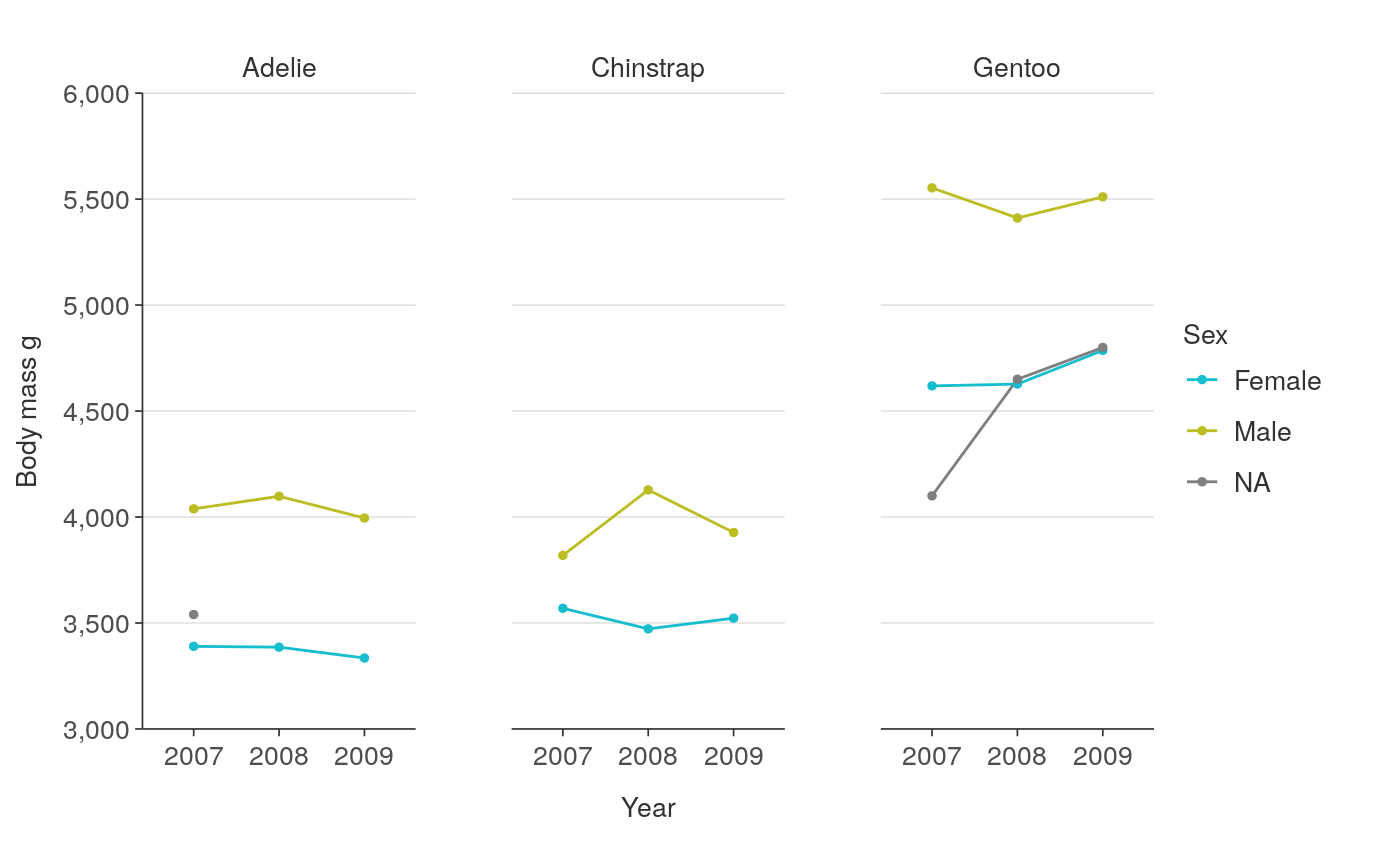 Adelie
Chinstrap
Gentoo
6,000
5,500
5,000
4,500
4,000
3,500
3,000
Body mass g
2007 2008 2009
2007 2008 2009
2007 2008 2009
Year
Sex
Female
Male
NA